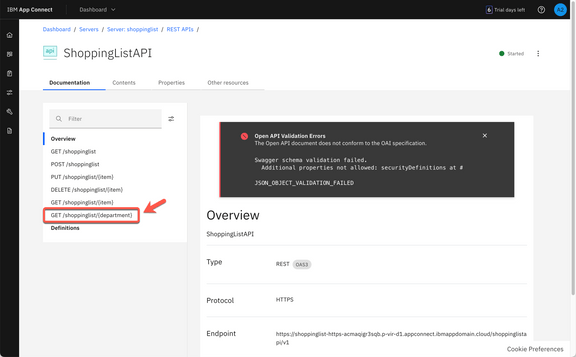 IBM App Connect
Dashboard
6 Trial days left
AZ
Dashboard / Servers / Server: shoppinglist / REST APIs /
api
ShoppingListAPI
Started
Documentation
Contents
Properties
Other resources
Filter
Overview
GET /shoppinglist
POST /shoppinglist
PUT /shoppinglist/{item}
DELETE /shoppinglist/{item}
GET /shoppinglist/{item}
GET /shoppinglist/{department}
Definitions
Open API Validation Errors
The Open API document does not conform to the OAI specification.
Swagger schema validation failed.
Additional properties not allowed: securityDefinitions at #
JSON_OBJECT_VALIDATION_FAILED
Overview
ShoppingListAPI
Type
REST OAS3
Protocol
HTTPS
Endpoint
https://shoppinglist-https-acmaqigr3sqb.p-vir-d1.appconnect.ibmappdomain.cloud/shoppinglista
pi/v1
Cookie Preferences